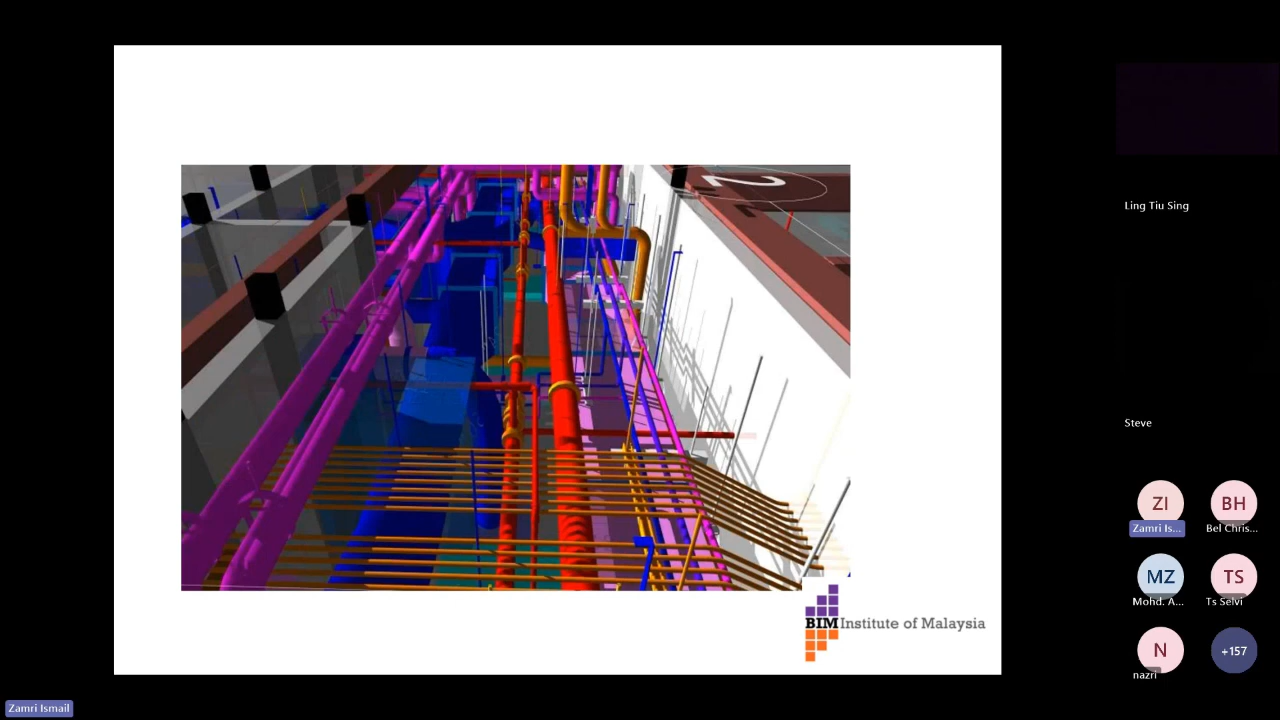 2
BIM Institute of Malaysia
Ling Tiu Sing
Steve
ZI
BH
Zamri Is...
Bel Chris...
MZ
TS
Mohd. A...
Ts Selvi
N
+157
nazri
Zamri Ismail